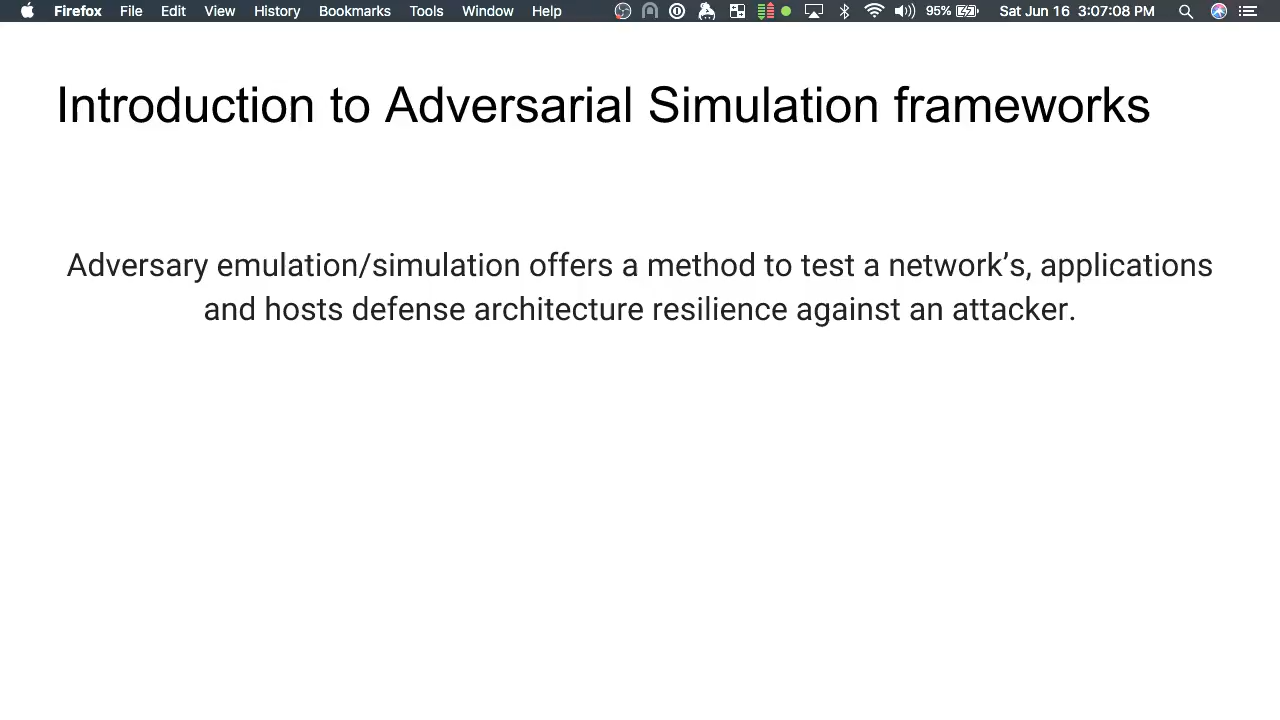 Firefox File Edit View History Bookmarks Tools Window Help 95% Sat Jun 16 3:07:08 PM
Introduction to Adversarial Simulation frameworks
Adversary emulation/simulation offers a method to test a network’s, applications
and hosts defense architecture resilience against an attacker.